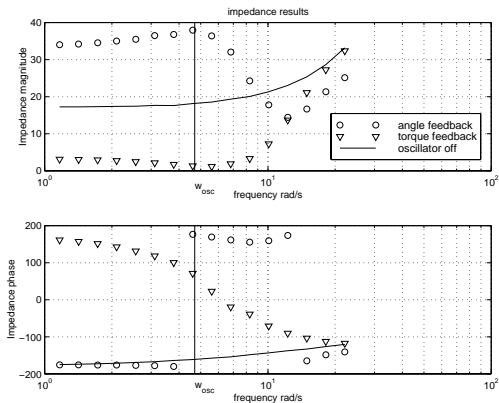 impedance results
Impedance magnitude
40
30
20
10
0
angle feedback
torque feedback
oscillator off
10^0
w_osc
10^1
10^2
frequency rad/s
Impedance phase
200
100
0
−100
−200
10^0
w_osc
10^1
10^2
frequency rad/s